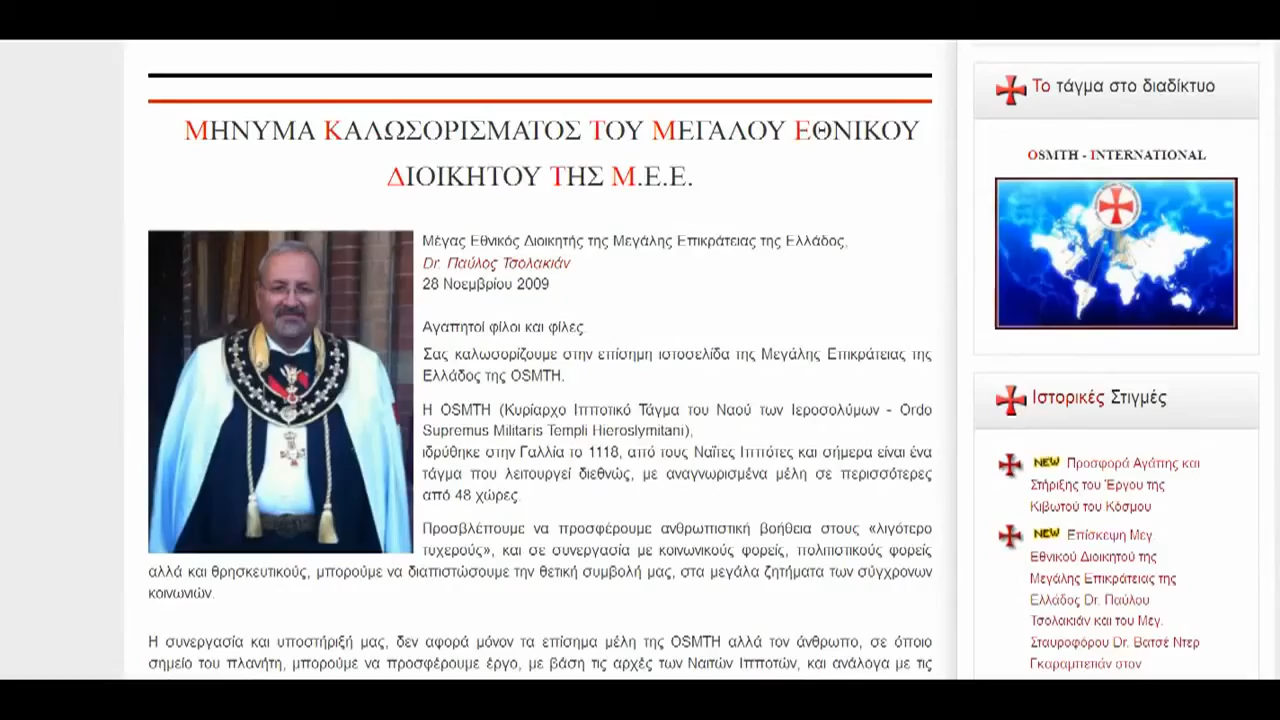 ΜΗΝΥΜΑ ΚΑΛΩΣΟΡΙΣΜΑΤΟΣ ΤΟΥ ΜΕΓΑΛΟΥ ΕΘΝΙΚΟΥ
ΔΙΟΙΚΗΤΟΥ ΤΗΣ Μ.Ε.Ε.
Μέγας Εθνικός Διοικητής της Μεγάλης Επικράτειας της Ελλάδος,
Dr. Παύλος Τσολακιάν
28 Νοεμβρίου 2009
Αγαπητοί φίλοι και φίλες
Σας καλωσορίζουμε στην επίσημη ιστοσελίδα της Μεγάλης Επικράτειας της
Ελλάδος της OSMTH.
Η OSMTH (Κυρίαρχο Ιπποτικό Τάγμα του Ναού των Ιεροσολύμων - Ordo
Supremus Militaris Templi Hieroslymitani),
ιδρύθηκε στην Γαλλία το 1118, από τους Ναΐτες Ιππότες και σήμερα είναι ένα
τάγμα που λειτουργεί διεθνώς, με αναγνωρισμένα μέλη σε περισσότερες
από 48 χώρες.
Προσβλέπουμε να προσφέρουμε ανθρωπιστική βοήθεια στους «λιγότερο
τυχερούς», και σε συνεργασία με κοινωνικούς φορείς, πολιτιστικούς φορείς
αλλά και θρησκευτικούς, μπορούμε να διαπιστώσουμε την θετική συμβολή μας, στα μεγάλα ζητήματα των σύγχρονων
κοινωνιών.
Η συνεργασία και υποστήριξή μας, δεν αφορά μόνον τα επίσημα μέλη της OSMTH αλλά τον άνθρωπο, σε όποιο
σημείο του πλανήτη, μπορούμε να προσφέρουμε έργο, με βάση τις αρχές των Ναιτών Ιπποτών, και ανάλογα με τις
Το τάγμα στο διαδίκτυο
OSMTH - INTERNATIONAL
Ιστορικές Στιγμές
NEW Προσφορά Αγάπης και
Στήριξης του Έργου της
Κιβωτού του Κόσμου
NEW Επίσκεψη Μεγ.
Εθνικού Διοικητού της
Μεγάλης Επικράτειας της
Ελλάδος Dr. Παύλου
Τσολακιάν και του Μεγ.
Σταυροφόρου Dr. Βατσέ Ντερ
Γκαραμπετιάν στον